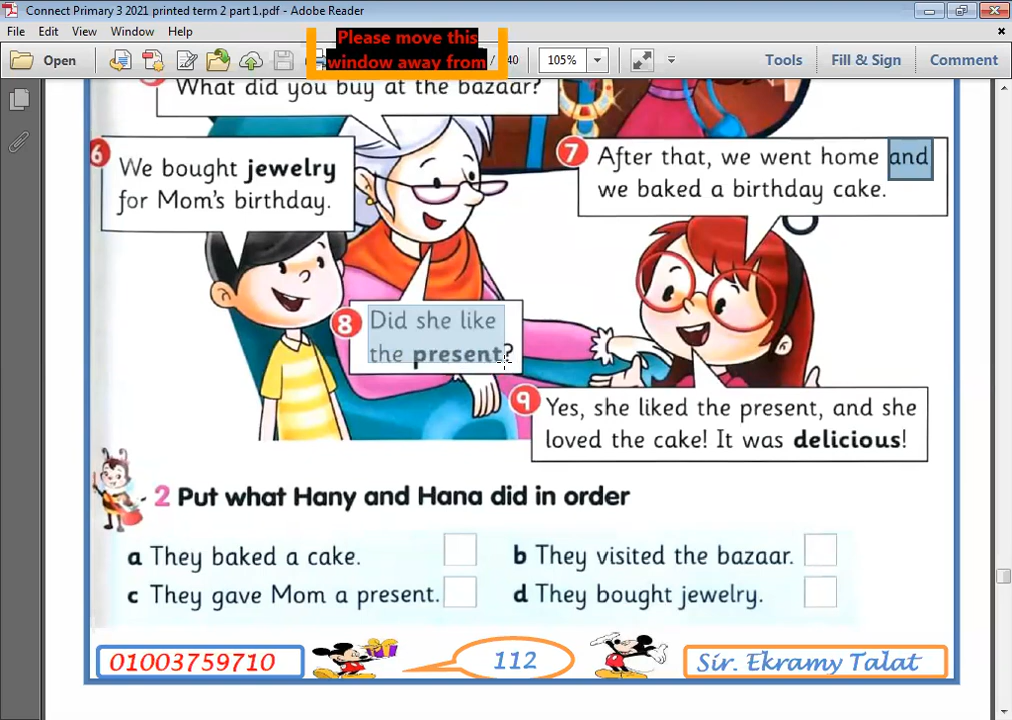 Connect Primary 3 2021 printed term 2 part 1.pdf - Adobe Reader
File Edit View Window Help
Please move this
window away from
Open / 40 105% Tools Fill & Sign Comment
What did you buy at the bazaar?
6 We bought jewelry
for Mom's birthday.
7 After that, we went home and
we baked a birthday cake.
8 Did she like
the present?
9 Yes, she liked the present, and she
loved the cake! It was delicious!
2 Put what Hany and Hana did in order
a They baked a cake.
b They visited the bazaar.
c They gave Mom a present.
d They bought jewelry.
01003759710
112
Sir. Ekramy Talat